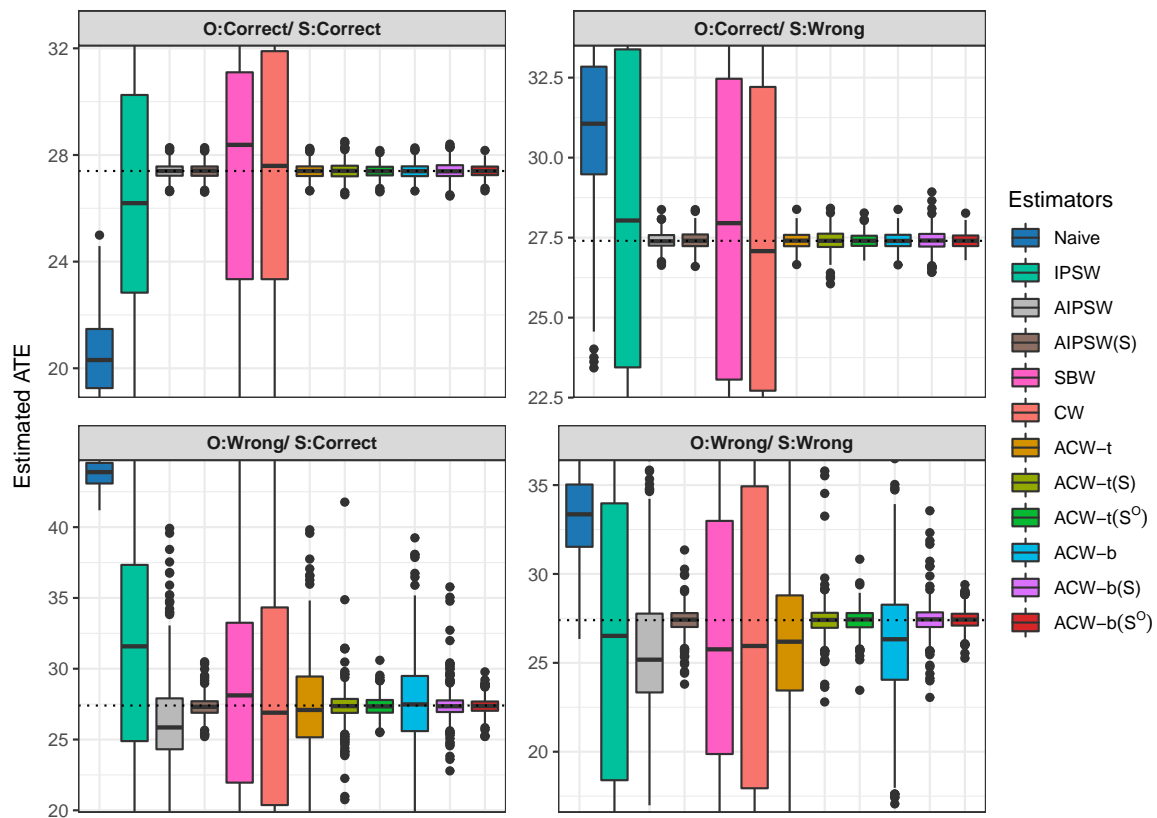 Estimated ATE
O:Correct/ S:Correct
32
28
24
20
O:Correct/ S:Wrong
32.5
30.0
27.5
25.0
22.5
O:Wrong/ S:Correct
40
35
30
25
20
O:Wrong/ S:Wrong
35
30
25
20
Estimators
Naive
IPSW
AIPSW
AIPSW(S)
SBW
CW
ACW−t
ACW−t(S)
ACW−t(S^O)
ACW−b
ACW−b(S)
ACW−b(S^O)